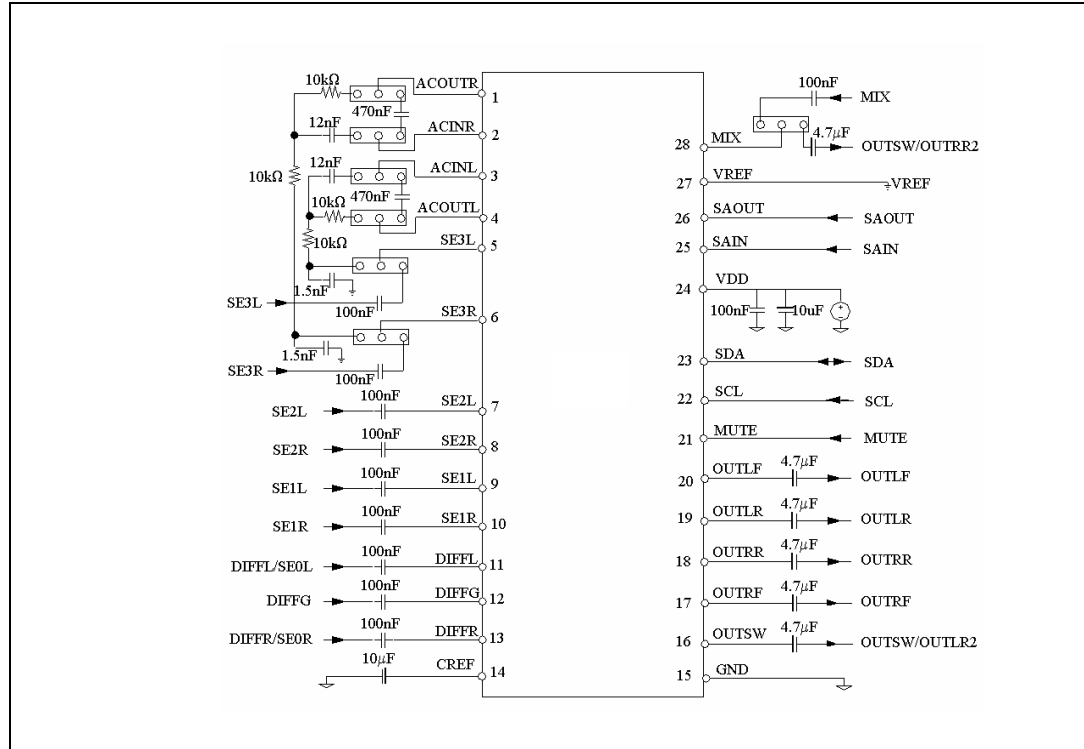 10kΩ
ACOUTR
1
470nF
12nF
ACINR
2
10kΩ
12nF
ACINL
3
470nF
10kΩ
ACOUTL
4
10kΩ
SE3L
5
1.5nF
SE3L
100nF
SE3R
6
1.5nF
SE3R
100nF
100nF
SE2L
SE2L
7
100nF
SE2R
SE2R
8
100nF
SE1L
SE1L
9
100nF
SE1R
SE1R
10
100nF
DIFFL/SE0L
DIFFL
11
100nF
DIFFG
DIFFG
12
100nF
DIFFR/SE0R
DIFFR
13
10μF
CREF
14
100nF
MIX
4.7μF
28
MIX
OUTSW/OUTRR2
27
VREF
VREF
26
SAOUT
SAOUT
25
SAIN
SAIN
24
VDD
100nF
10uF
+
-
23
SDA
SDA
22
SCL
SCL
21
MUTE
MUTE
20
OUTLF
4.7μF
OUTLF
19
OUTLR
4.7μF
OUTLR
18
OUTRR
4.7μF
OUTRR
17
OUTRF
4.7μF
OUTRF
16
OUTSW
4.7μF
OUTSW/OUTLR2
15
GND